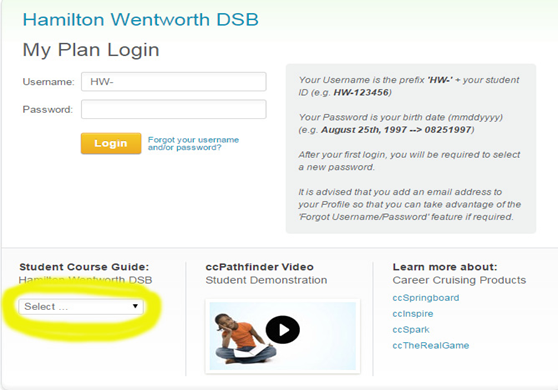 Hamilton Wentworth DSB
My Plan Login
Username: HW-
Password:
Login
Forgot your username
and/or password?
Your Username is the prefix 'HW-' + your student
ID (e.g. HW-123456)
Your Password is your birth date (mmddyyyy)
(e.g. August 25th, 1997 --> 08251997)
After your first login, you will be required to select
a new password.
It is advised that you add an email address to
your Profile so that you can take advantage of the
'Forgot Username/Password' feature if required.
Student Course Guide:
Hamilton Wentworth DSB
Select ...
ccPathfinder Video
Student Demonstration
Learn more about:
Career Cruising Products
ccSpringboard
ccInspire
ccSpark
ccTheRealGame